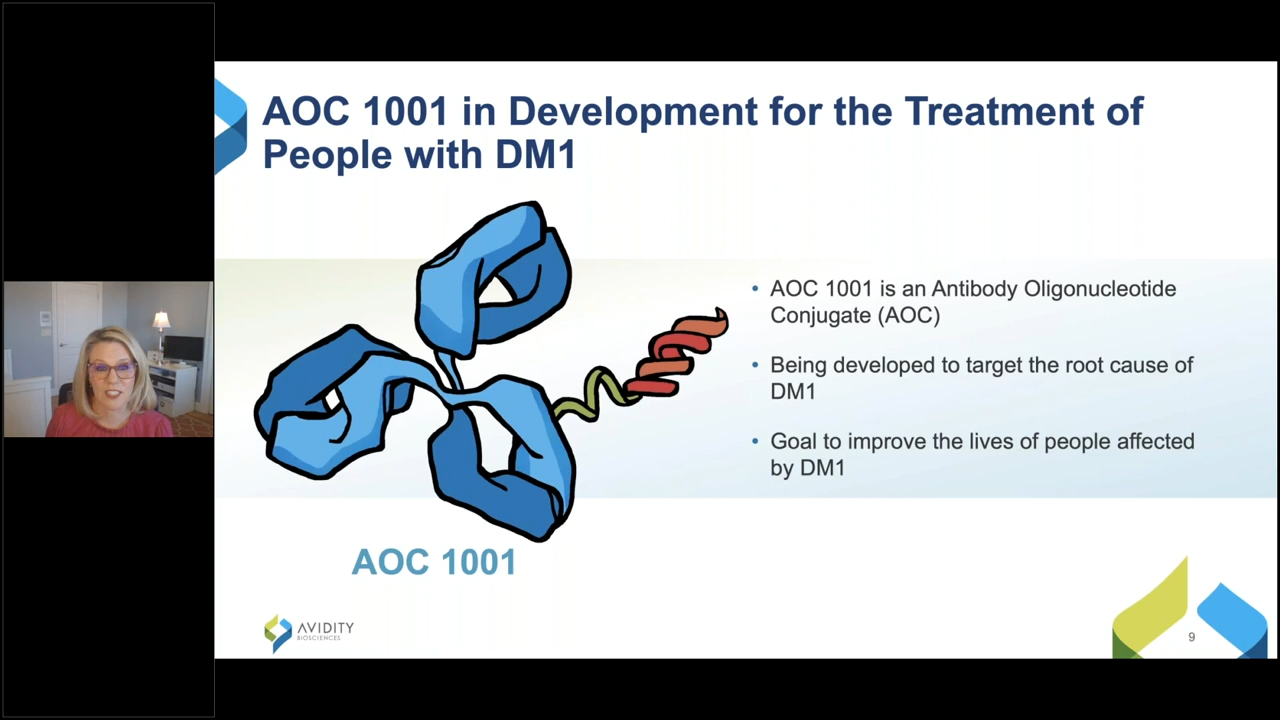 AOC 1001 in Development for the Treatment of
People with DM1
• AOC 1001 is an Antibody Oligonucleotide
Conjugate (AOC)
• Being developed to target the root cause of
DM1
• Goal to improve the lives of people affected
by DM1
AOC 1001
AVIDITY
BIOSCIENCES
9